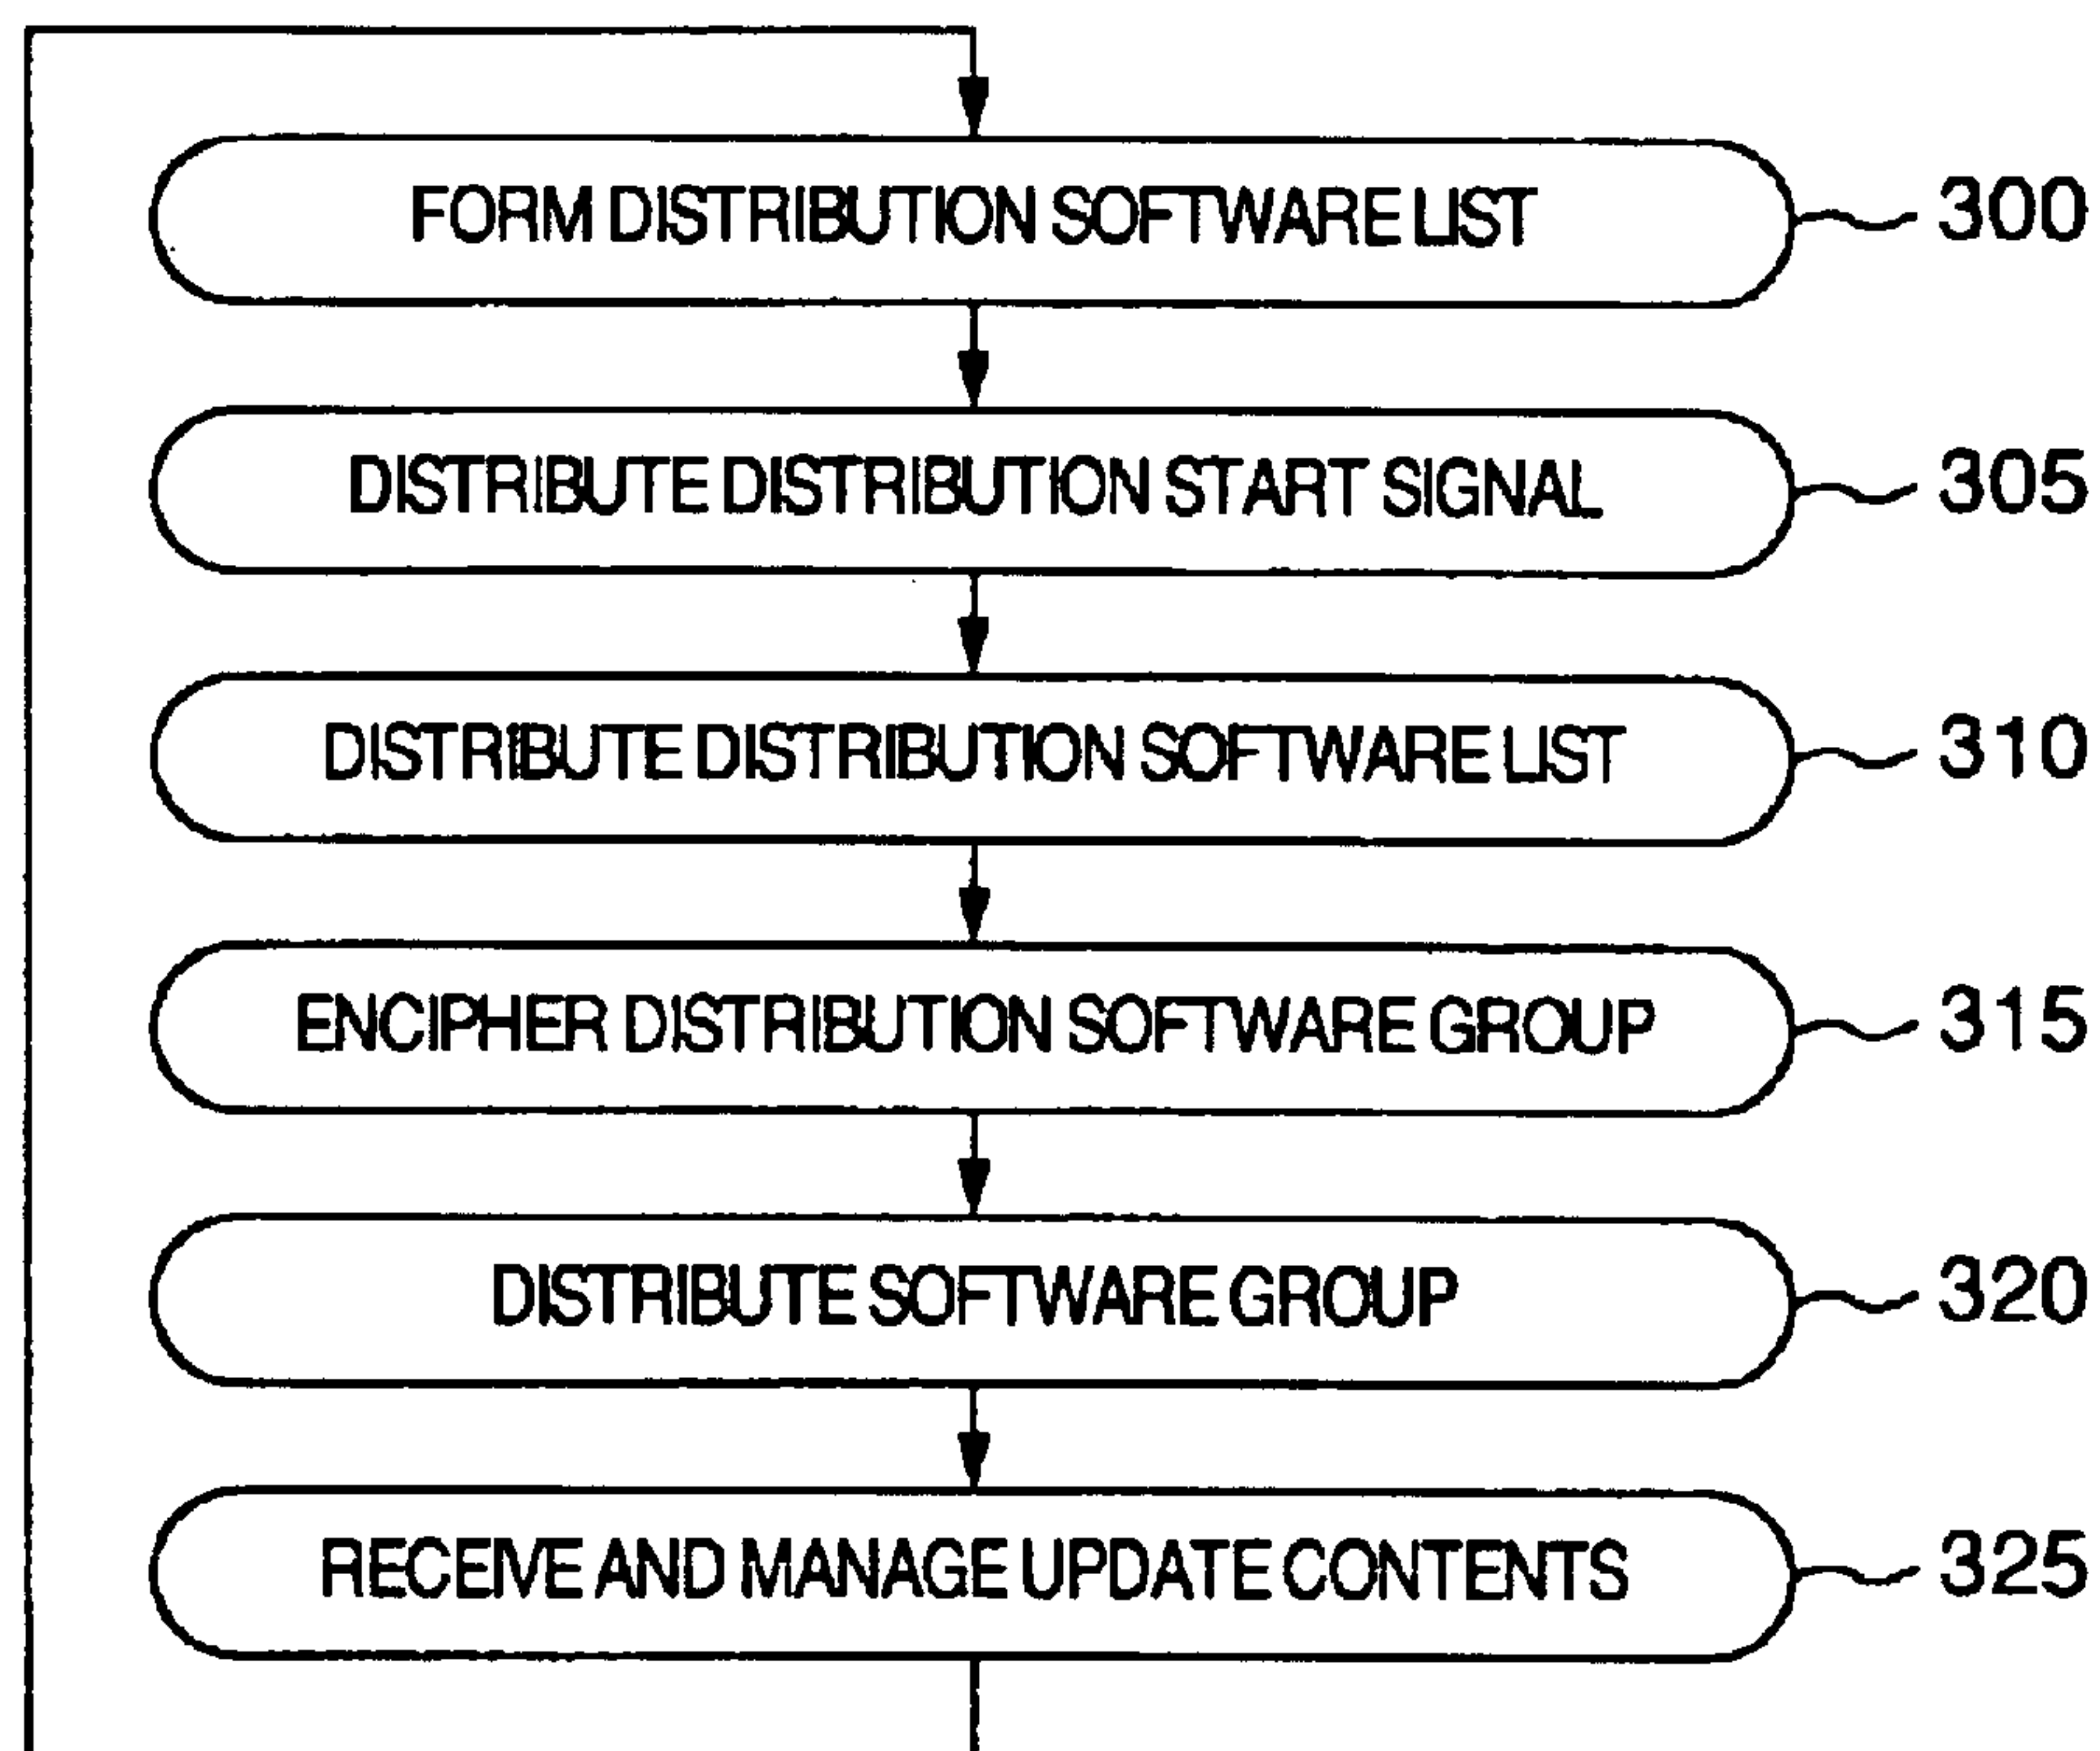 FORM DISTRIBUTION SOFTWARE LIST 300
DISTRIBUTE DISTRIBUTION START SIGNAL 305
DISTRIBUTE DISTRIBUTION SOFTWARE LIST 310
ENCIPHER DISTRIBUTION SOFTWARE GROUP 315
DISTRIBUTE SOFTWARE GROUP 320
RECEIVE AND MANAGE UPDATE CONTENTS 325